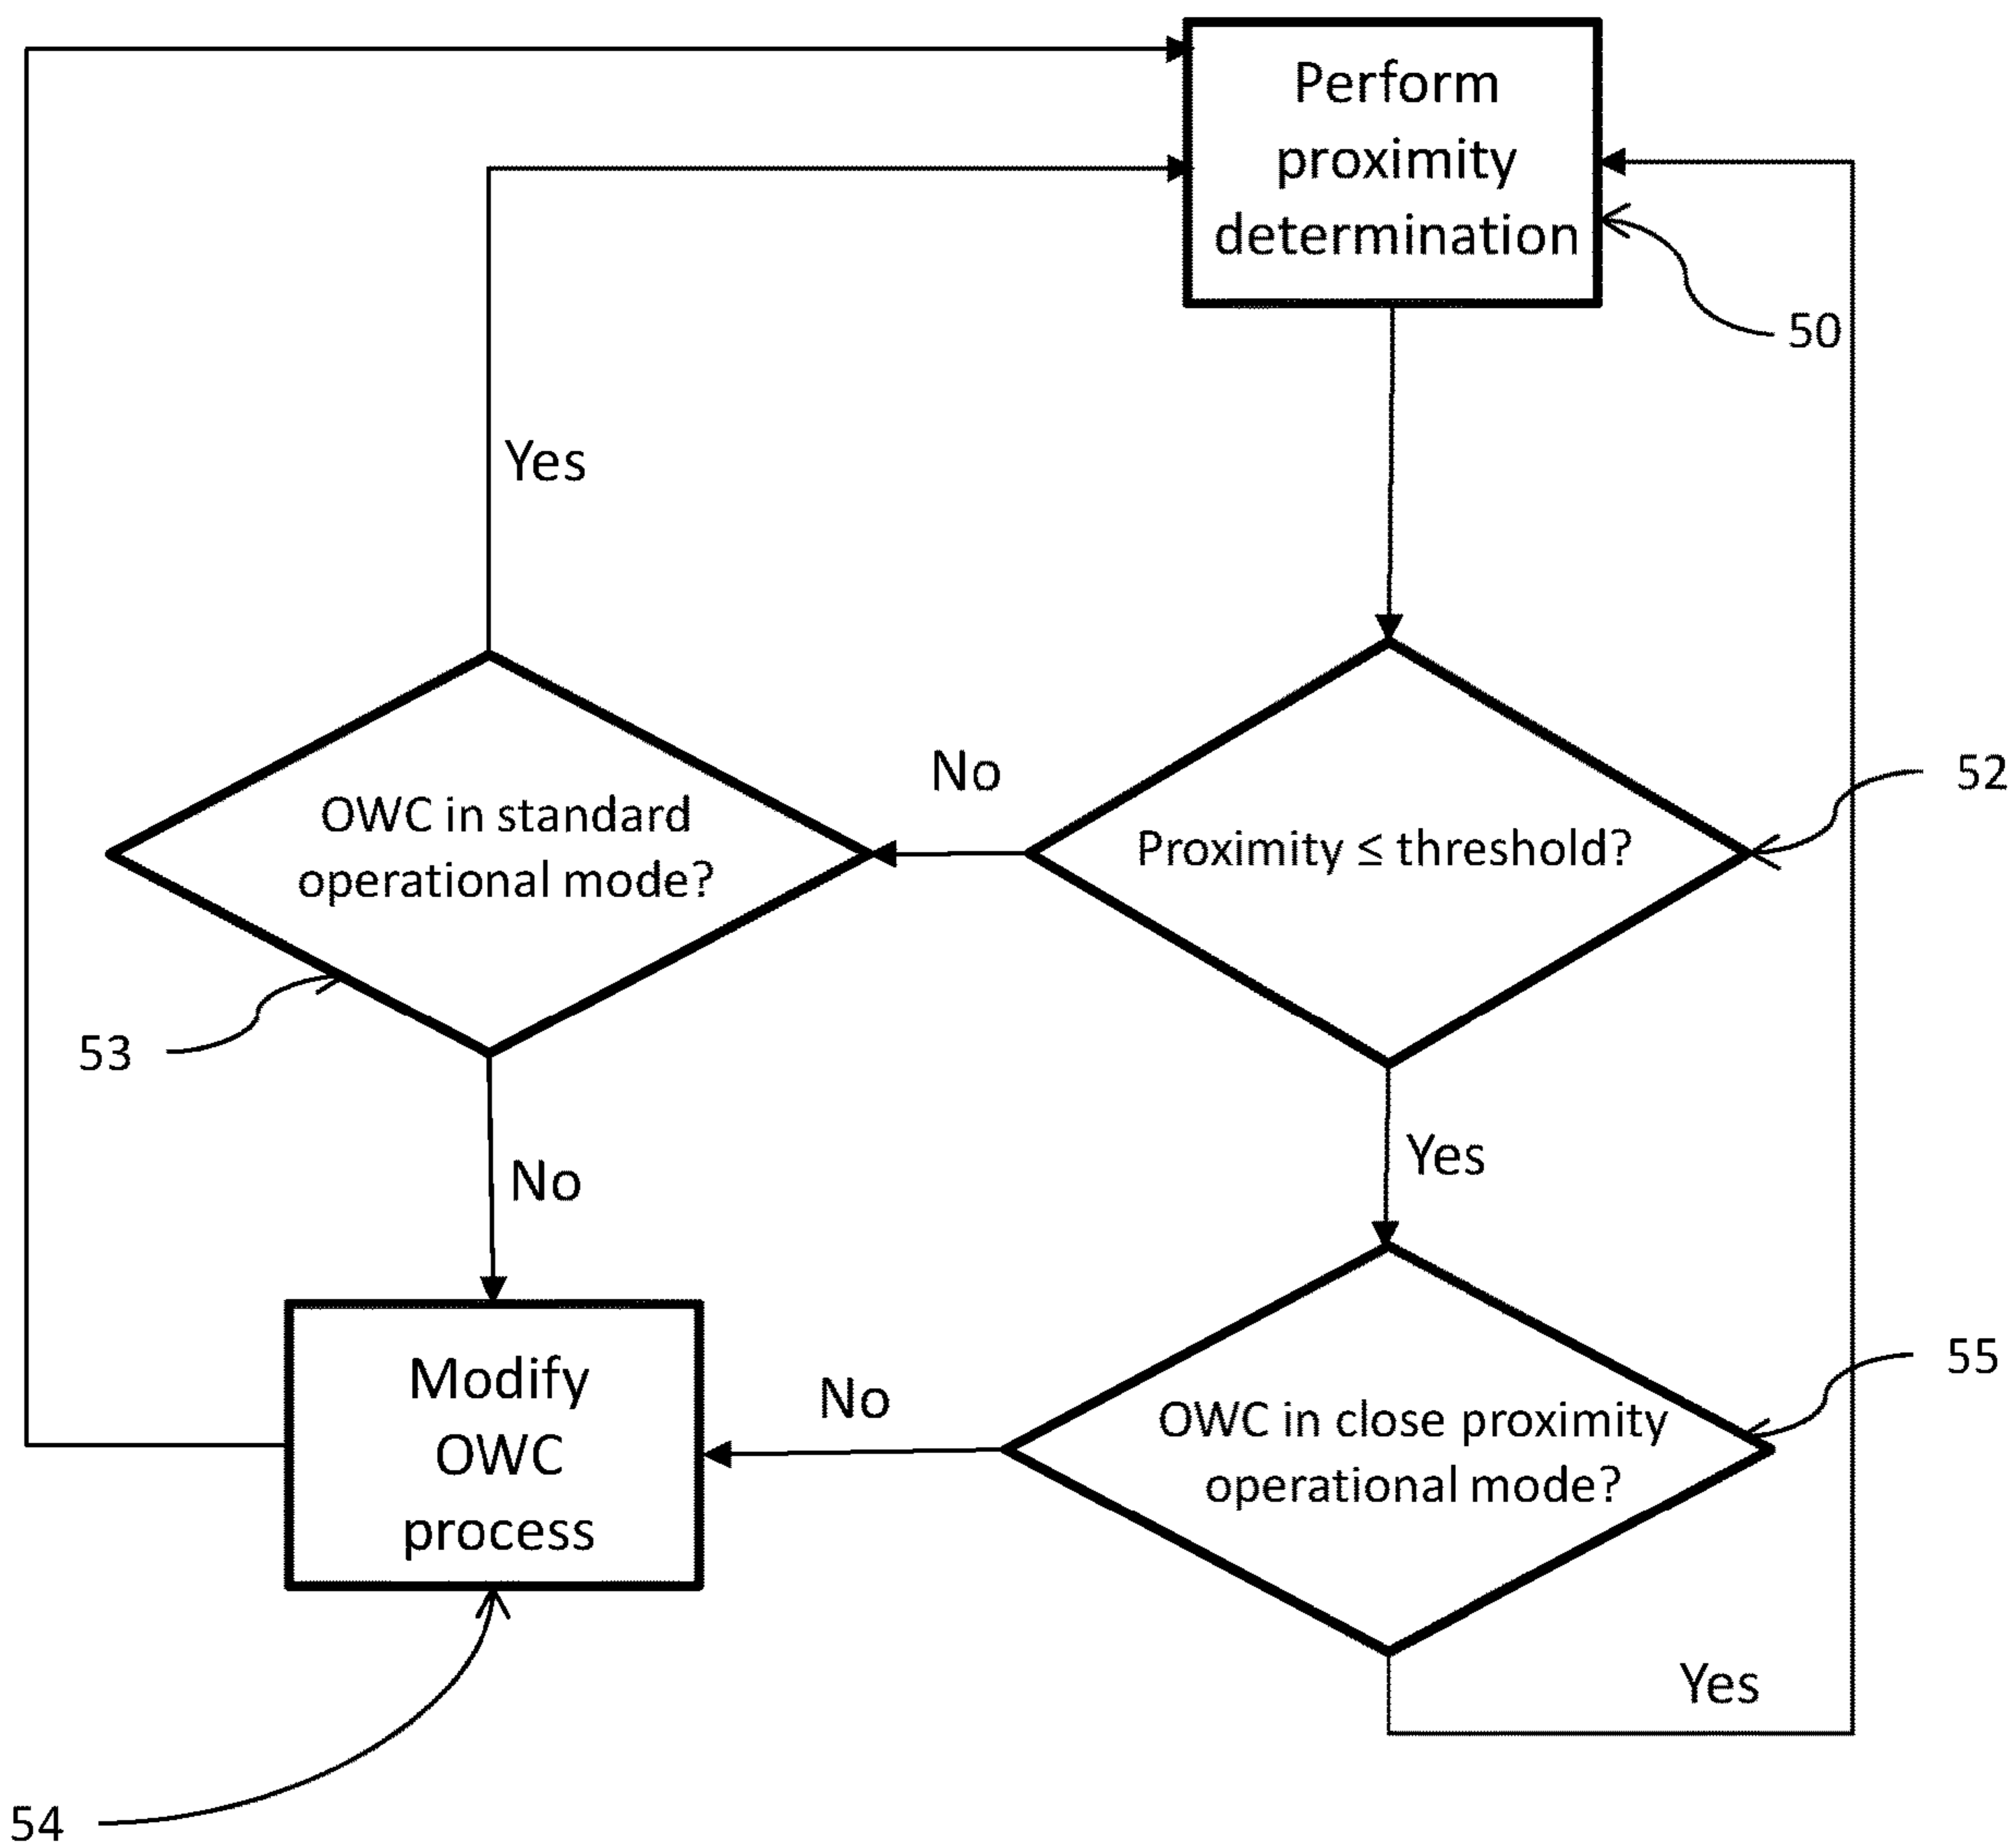 Perform
proximity
determination
50
Yes
No
52
OWC in standard
operational mode?
Proximity ≤ threshold?
53
Yes
No
55
Modify
OWC
process
No
OWC in close proximity
operational mode?
Yes
54